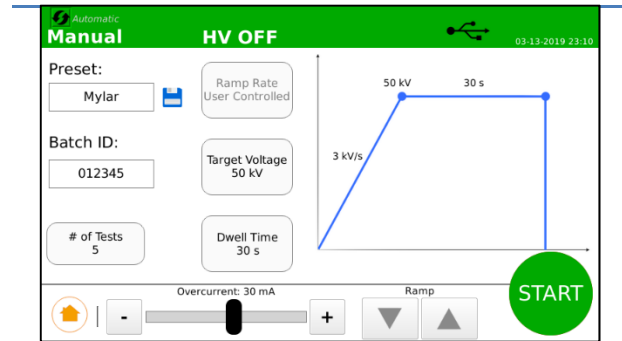 Automatic
Manual HV OFF
03-13-2019 23:10
Preset:
Mylar
Ramp Rate
User Controlled
50 kV 30 s
Batch ID:
012345
Target Voltage
50 kV
3 kV/s
# of Tests
5
Dwell Time
30 s
Overcurrent: 30 mA
Ramp
START
- +